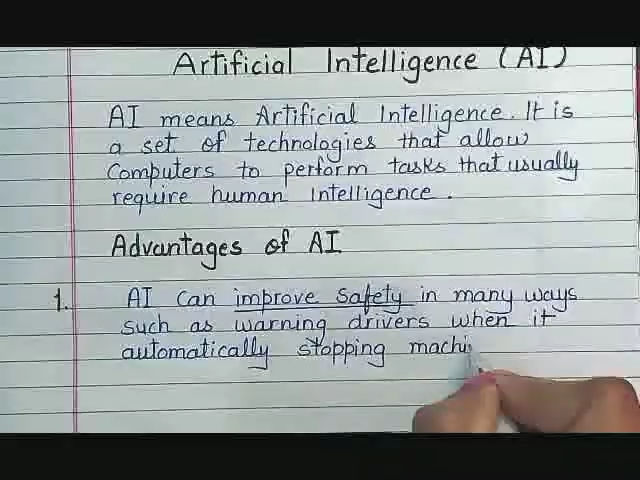 Artificial Intelligence (AI)
AI means Artificial Intelligence. It is
a set of technologies that allow
Computers to perform tasks that usually
require human Intelligence.
Advantages of AI
1. AI can improve safety in many ways
such as warning drivers when it
automatically stopping machi